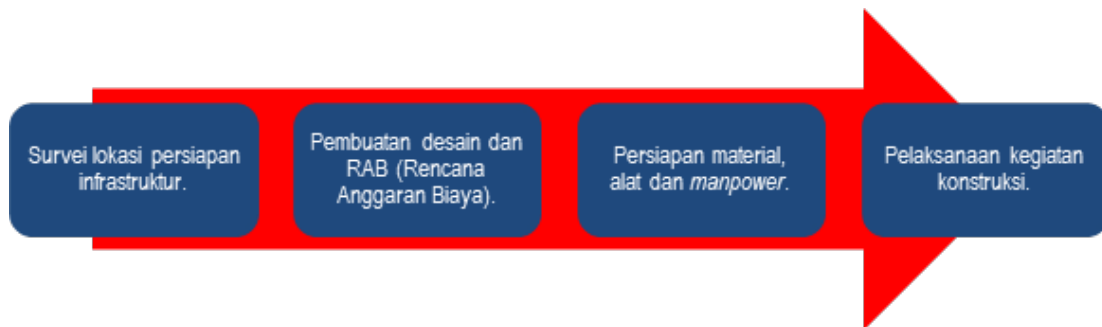 Survei lokasi persiapan
infrastruktur.
Pembuatan desain dan
RAB (Rencana
Anggaran Biaya).
Persiapan material,
alat dan manpower.
Pelaksanaan kegiatan
konstruksi.